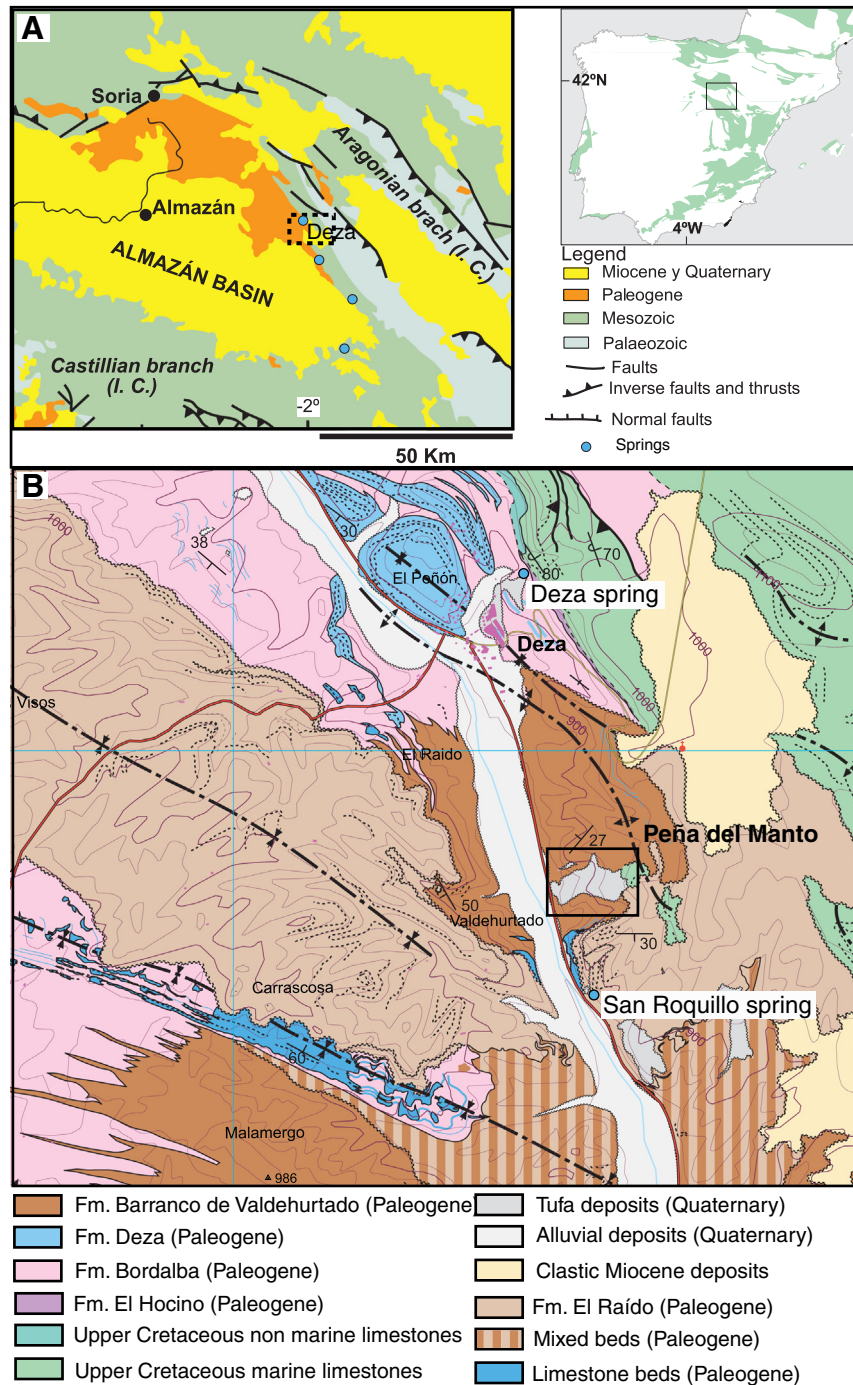 A
Soria
Aragonian brach (I. C.)
Almazán
Deza
ALMAZÁN BASIN
Castillian branch
(I. C.)
-2º
50 Km
42ºN
4ºW
Legend
Miocene y Quaternary
Paleogene
Mesozoic
Palaeozoic
Faults
Inverse faults and thrusts
Normal faults
Springs
B
1000
38
30
El Peñón
80
70
1100
Deza spring
Deza
1000
1000
900
Visos
El Raido
Peña del Manto
27
50
Valdehurtado
30
Carrascosa
San Roquillo spring
900
60
Malamergo
986
Fm. Barranco de Valdehurtado (Paleogene
Fm. Deza (Paleogene)
Fm. Bordalba (Paleogene)
Fm. El Hocino (Paleogene)
Upper Cretaceous non marine limestones
Upper Cretaceous marine limestones
Tufa deposits (Quaternary)
Alluvial deposits (Quaternary)
Clastic Miocene deposits
Fm. El Raído (Paleogene)
Mixed beds (Paleogene)
Limestone beds (Paleogene)